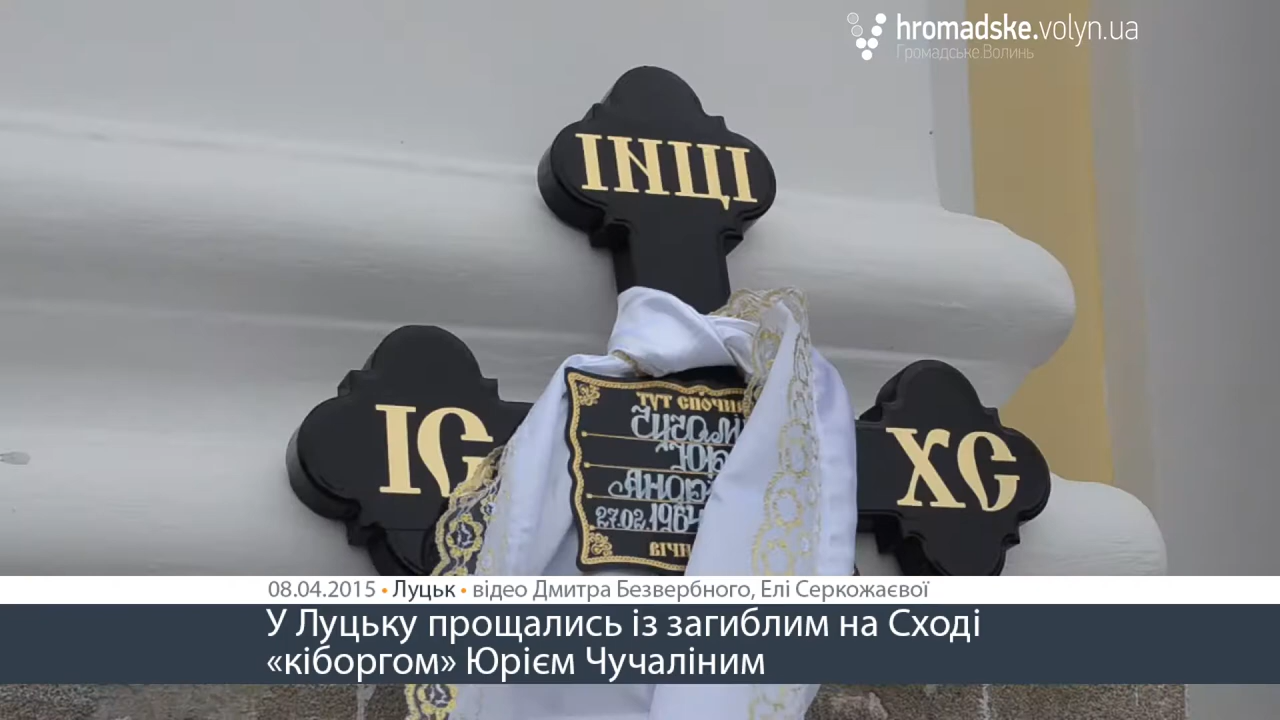 hromadske.volyn.ua
Громадське.Волинь
ІНЦІ
ІС
ХС
ТУТ
27.02.1964
08.04.2015 • Луцьк • відео Дмитра Безвербного, Елі Серкожаєвої
У Луцьку прощались із загиблим на Сході
«кіборгом» Юрієм Чучаліним